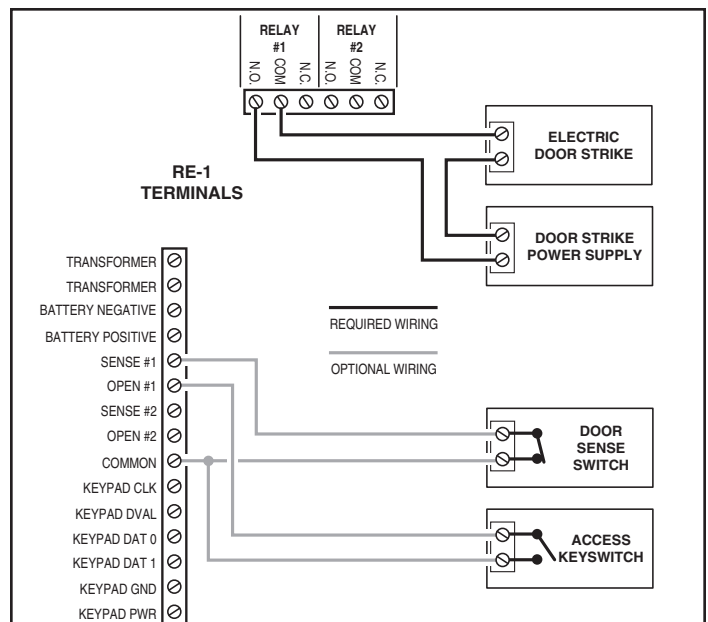 RELAY
#1
RELAY
#2
N.O.
COM
N.C.
N.O.
COM
N.C.
RE-1
TERMINALS
ELECTRIC
DOOR STRIKE
DOOR STRIKE
POWER SUPPLY
TRANSFORMER
TRANSFORMER
BATTERY NEGATIVE
BATTERY POSITIVE
SENSE #1
OPEN #1
SENSE #2
OPEN #2
COMMON
KEYPAD CLK
KEYPAD DVAL
KEYPAD DAT 0
KEYPAD DAT 1
KEYPAD GND
KEYPAD PWR
REQUIRED WIRING
OPTIONAL WIRING
DOOR
SENSE
SWITCH
ACCESS
KEYSWITCH